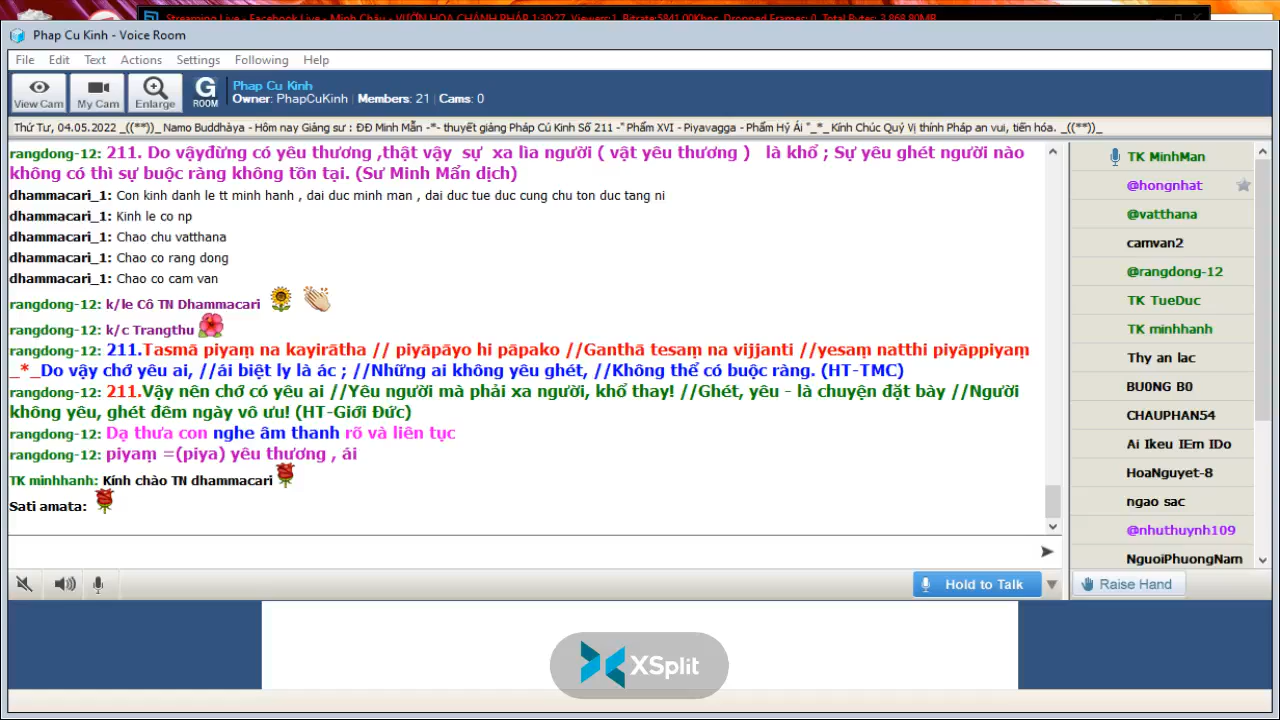 Streaming Live - Facebook Live - Minh Châu - VƯỜN HOA CHÁNH PHÁP 1:30:27, Viewers:1, Bitrate:5841.00Kbps, Dropped Frames: 0, Total Bytes: 3,868.80MB
Phap Cu Kinh - Voice Room
File Edit Text Actions Settings Following Help
View Cam My Cam Enlarge G ROOM
Phap Cu Kinh
Owner: PhapCuKinh | Members: 21 | Cams: 0
Thứ Tư, 04.05.2022 _((**))_ Namo Buddhàya - Hôm nay Giảng sư : ĐĐ Minh Mẫn -*- thuyết giảng Pháp Cú Kinh Số 211 -" Phẩm XVI - Piyavagga - Phẩm Hỷ Ái "_*_ Kính Chúc Quý Vị thính Pháp an vui, tiến hóa. _((**))_
rangdong-12: 211. Do vậyđừng có yêu thương ,thật vậy sự xa lìa người ( vật yêu thương ) là khổ ; Sự yêu ghét người nào
không có thì sự buộc ràng không tồn tại. (Sư Minh Mẩn dịch)
dhammacari_1: Con kinh danh le tt minh hanh , dai duc minh man , dai duc tue duc cung chu ton duc tang ni
dhammacari_1: Kinh le co np
dhammacari_1: Chao chu vatthana
dhammacari_1: Chao co rang dong
dhammacari_1: Chao co cam van
rangdong-12: k/le Cô TN Dhammacari
rangdong-12: k/c Trangthu
rangdong-12: 211.Tasmā piyaṃ na kayirātha // piyāpāyo hi pāpako //Ganthā tesaṃ na vijjanti //yesaṃ natthi piyāppiyaṃ
_*_Do vậy chớ yêu ai, //ái biệt ly là ác ; //Những ai không yêu ghét, //Không thể có buộc ràng. (HT-TMC)
rangdong-12: 211.Vậy nên chớ có yêu ai //Yêu người mà phải xa người, khổ thay! //Ghét, yêu - là chuyện đặt bày //Người
không yêu, ghét đêm ngày vô ưu! (HT-Giới Đức)
rangdong-12: Dạ thưa con nghe âm thanh rõ và liên tục
rangdong-12: piyaṃ =(piya) yêu thương , ái
TK minhhanh: Kính chào TN dhammacari
Sati amata:
TK MinhMan
@hongnhat
@vatthana
camvan2
@rangdong-12
TK TueDuc
TK minhhanh
Thy an lac
BU0NG B0
CHAUPHAN54
Ai Ikeu IEm IDo
HoaNguyet-8
ngao sac
@nhuthuynh109
NguoiPhuongNam
Hold to Talk
Raise Hand
XSplit